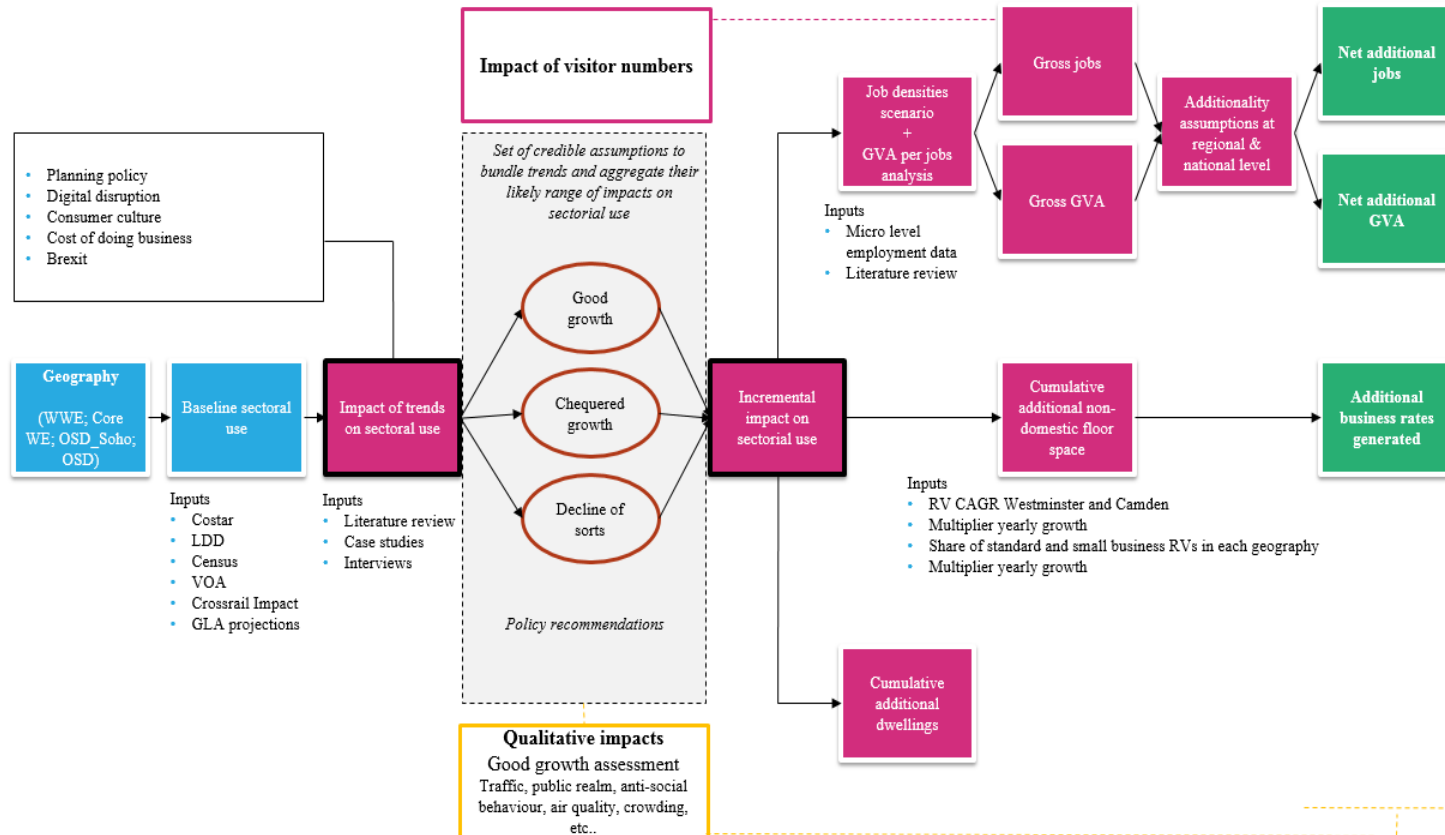 Impact of visitor numbers
Gross jobs
Net additional
jobs
Job densities
scenario
+
GVA per jobs
analysis
Additionality
assumptions at
regional &
national level
Gross GVA
Net additional
GVA
Inputs
• Micro level
employment data
• Literature review
• Planning policy
• Digital disruption
• Consumer culture
• Cost of doing business
• Brexit
Set of credible assumptions to
bundle trends and aggregate their
likely range of impacts on
sectorial use
Good
growth
Chequered
growth
Decline of
sorts
Policy recommendations
Geography
(WWE; Core
WE; OSD_Soho;
OSD)
Baseline sectoral
use
Impact of trends
on sectoral use
Incremental
impact on
sectorial use
Cumulative
additional non-
domestic floor
space
Additional
business rates
generated
Inputs
• Costar
• LDD
• Census
• VOA
• Crossrail Impact
• GLA projections
Inputs
• Literature review
• Case studies
• Interviews
Inputs
• RV CAGR Westminster and Camden
• Multiplier yearly growth
• Share of standard and small business RVs in each geography
• Multiplier yearly growth
Cumulative
additional
dwellings
Qualitative impacts
Good growth assessment
Traffic, public realm, anti-social
behaviour, air quality, crowding,
etc..